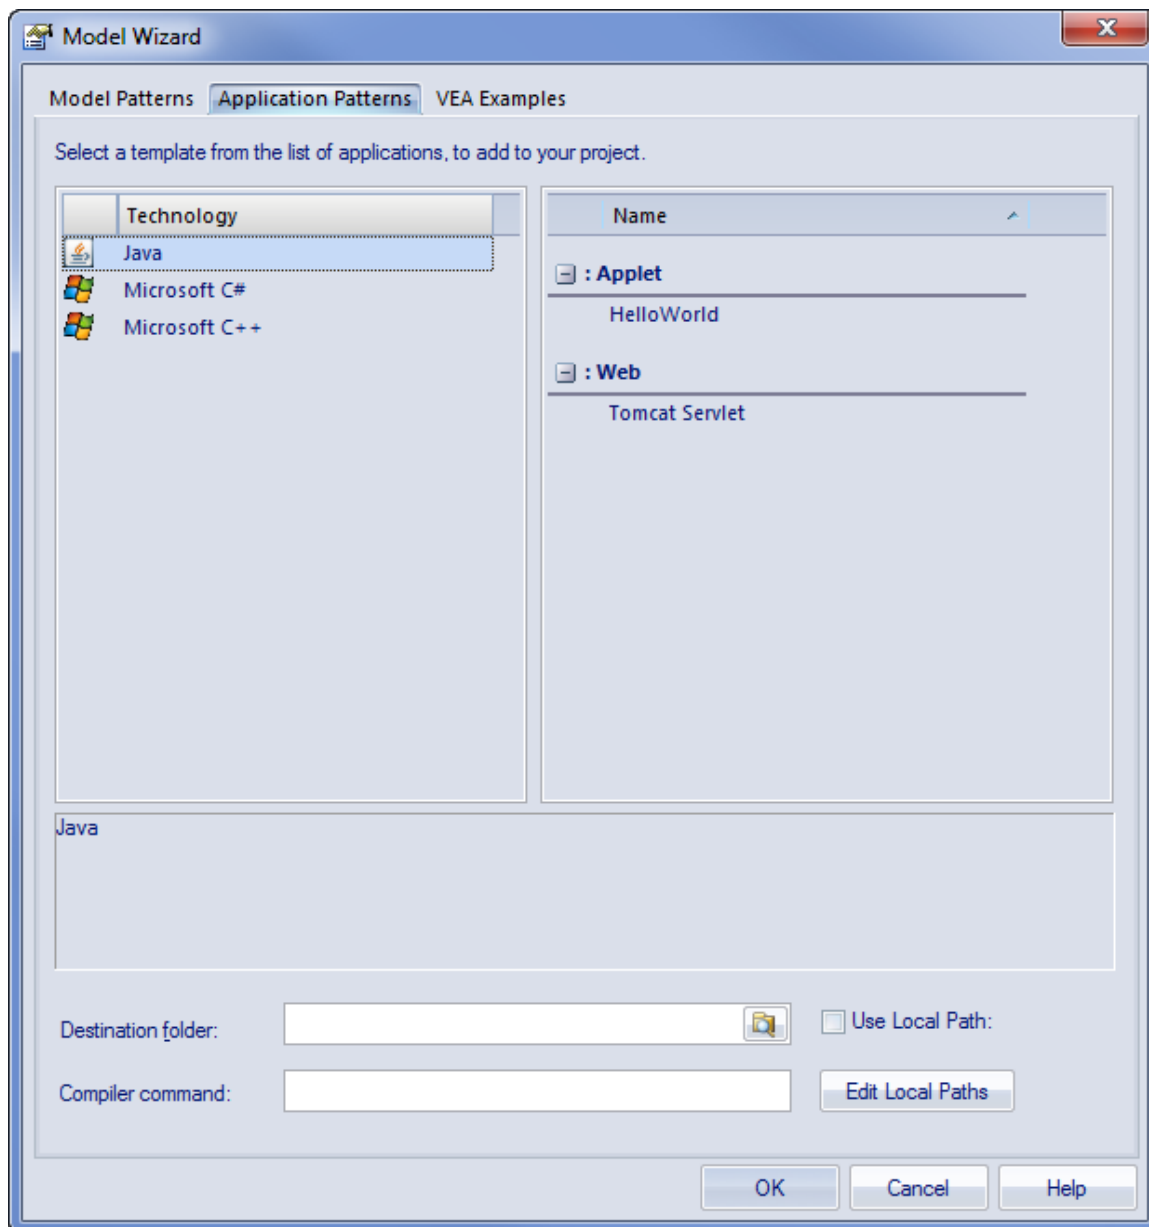 Model Wizard
Model Patterns Application Patterns VEA Examples
Select a template from the list of applications, to add to your project.
Technology
Java
Microsoft C#
Microsoft C++
Name
: Applet
HelloWorld
: Web
Tomcat Servlet
Java
Destination folder:
Use Local Path:
Compiler command:
Edit Local Paths
OK Cancel Help